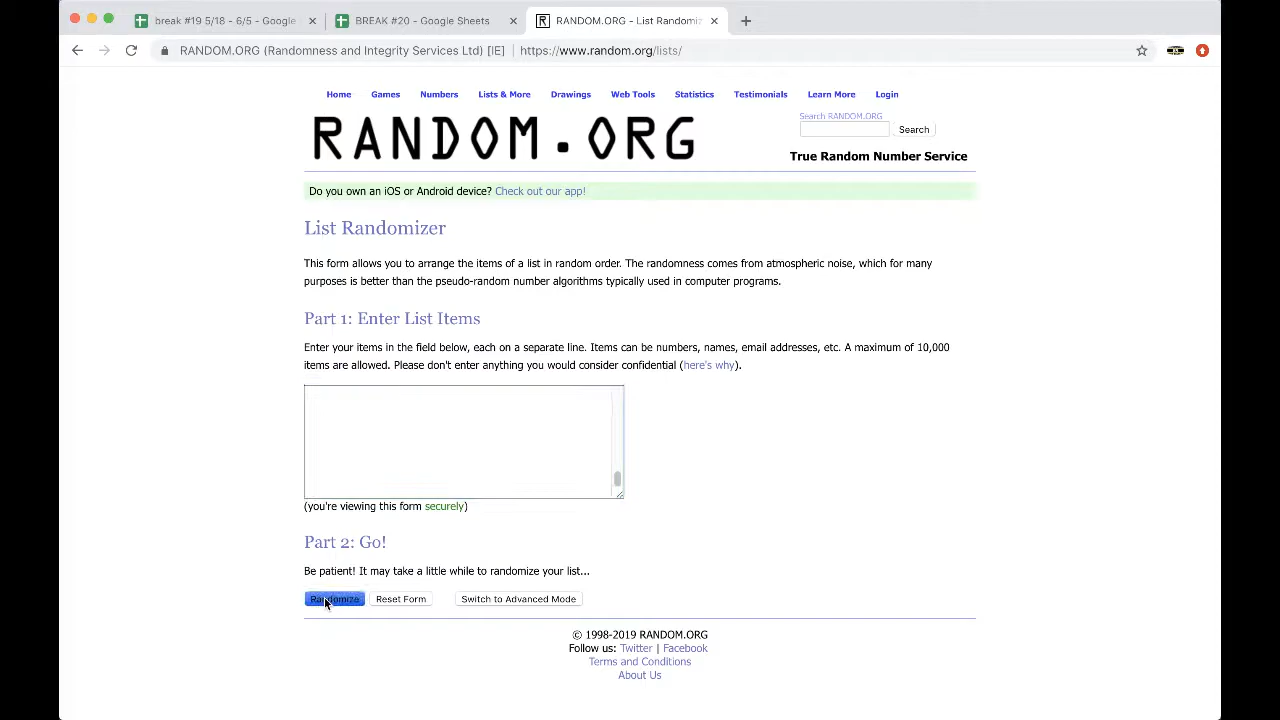 break #19 5/18 - 6/5 - Google
BREAK #20 - Google Sheets
RANDOM.ORG - List Randomiz
RANDOM.ORG (Randomness and Integrity Services Ltd) [IE]
https://www.random.org/lists/
Home Games Numbers Lists & More Drawings Web Tools Statistics Testimonials Learn More Login
RANDOM.ORG
Search RANDOM.ORG
Search
True Random Number Service
Do you own an iOS or Android device? Check out our app!
List Randomizer
This form allows you to arrange the items of a list in random order. The randomness comes from atmospheric noise, which for many
purposes is better than the pseudo-random number algorithms typically used in computer programs.
Part 1: Enter List Items
Enter your items in the field below, each on a separate line. Items can be numbers, names, email addresses, etc. A maximum of 10,000
items are allowed. Please don't enter anything you would consider confidential (here's why).
(you're viewing this form securely)
Part 2: Go!
Be patient! It may take a little while to randomize your list...
Randomize Reset Form Switch to Advanced Mode
© 1998-2019 RANDOM.ORG
Follow us: Twitter | Facebook
Terms and Conditions
About Us